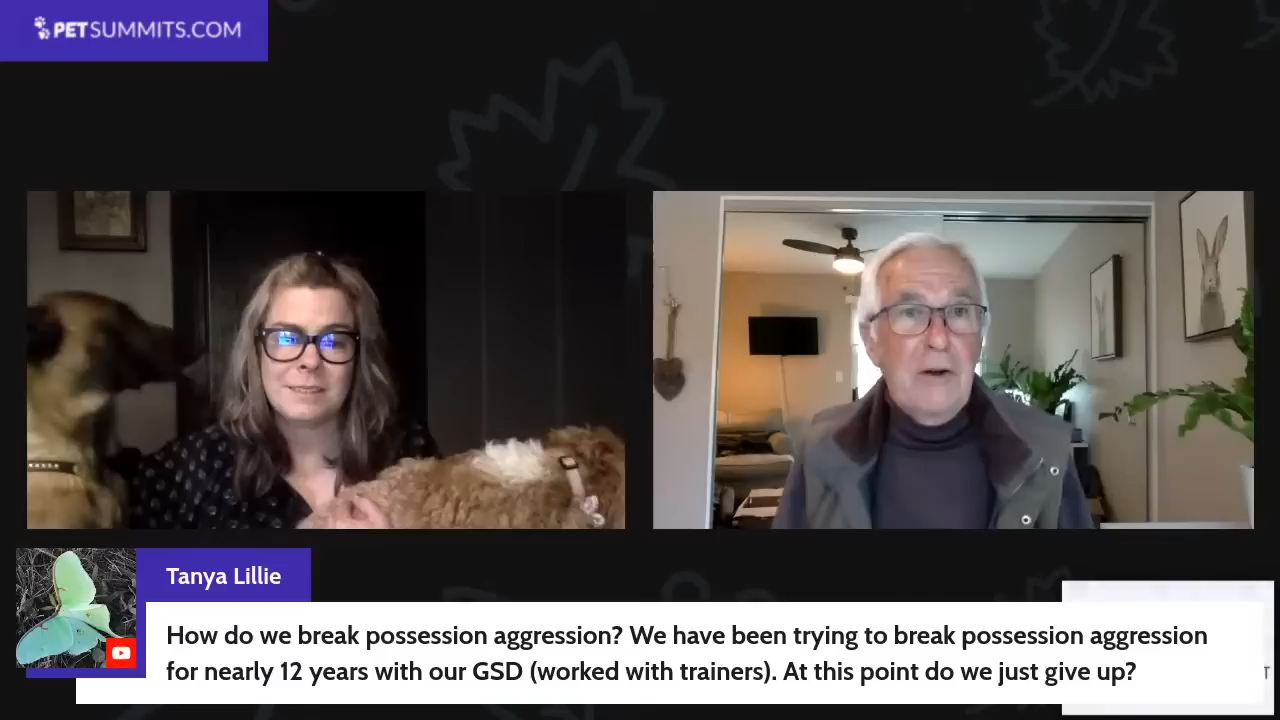 PETSUMMITS.COM
Tanya Lillie
How do we break possession aggression? We have been trying to break possession aggression
for nearly 12 years with our GSD (worked with trainers). At this point do we just give up?